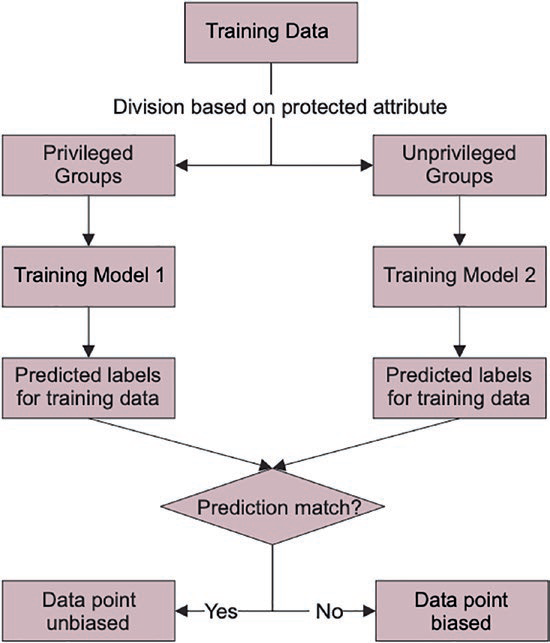 Training Data
Division based on protected attribute
Privileged
Groups
Unprivileged
Groups
Training Model 1
Training Model 2
Predicted labels
for training data
Predicted labels
for training data
Prediction match?
Data point
unbiased
Yes
No
Data point
biased